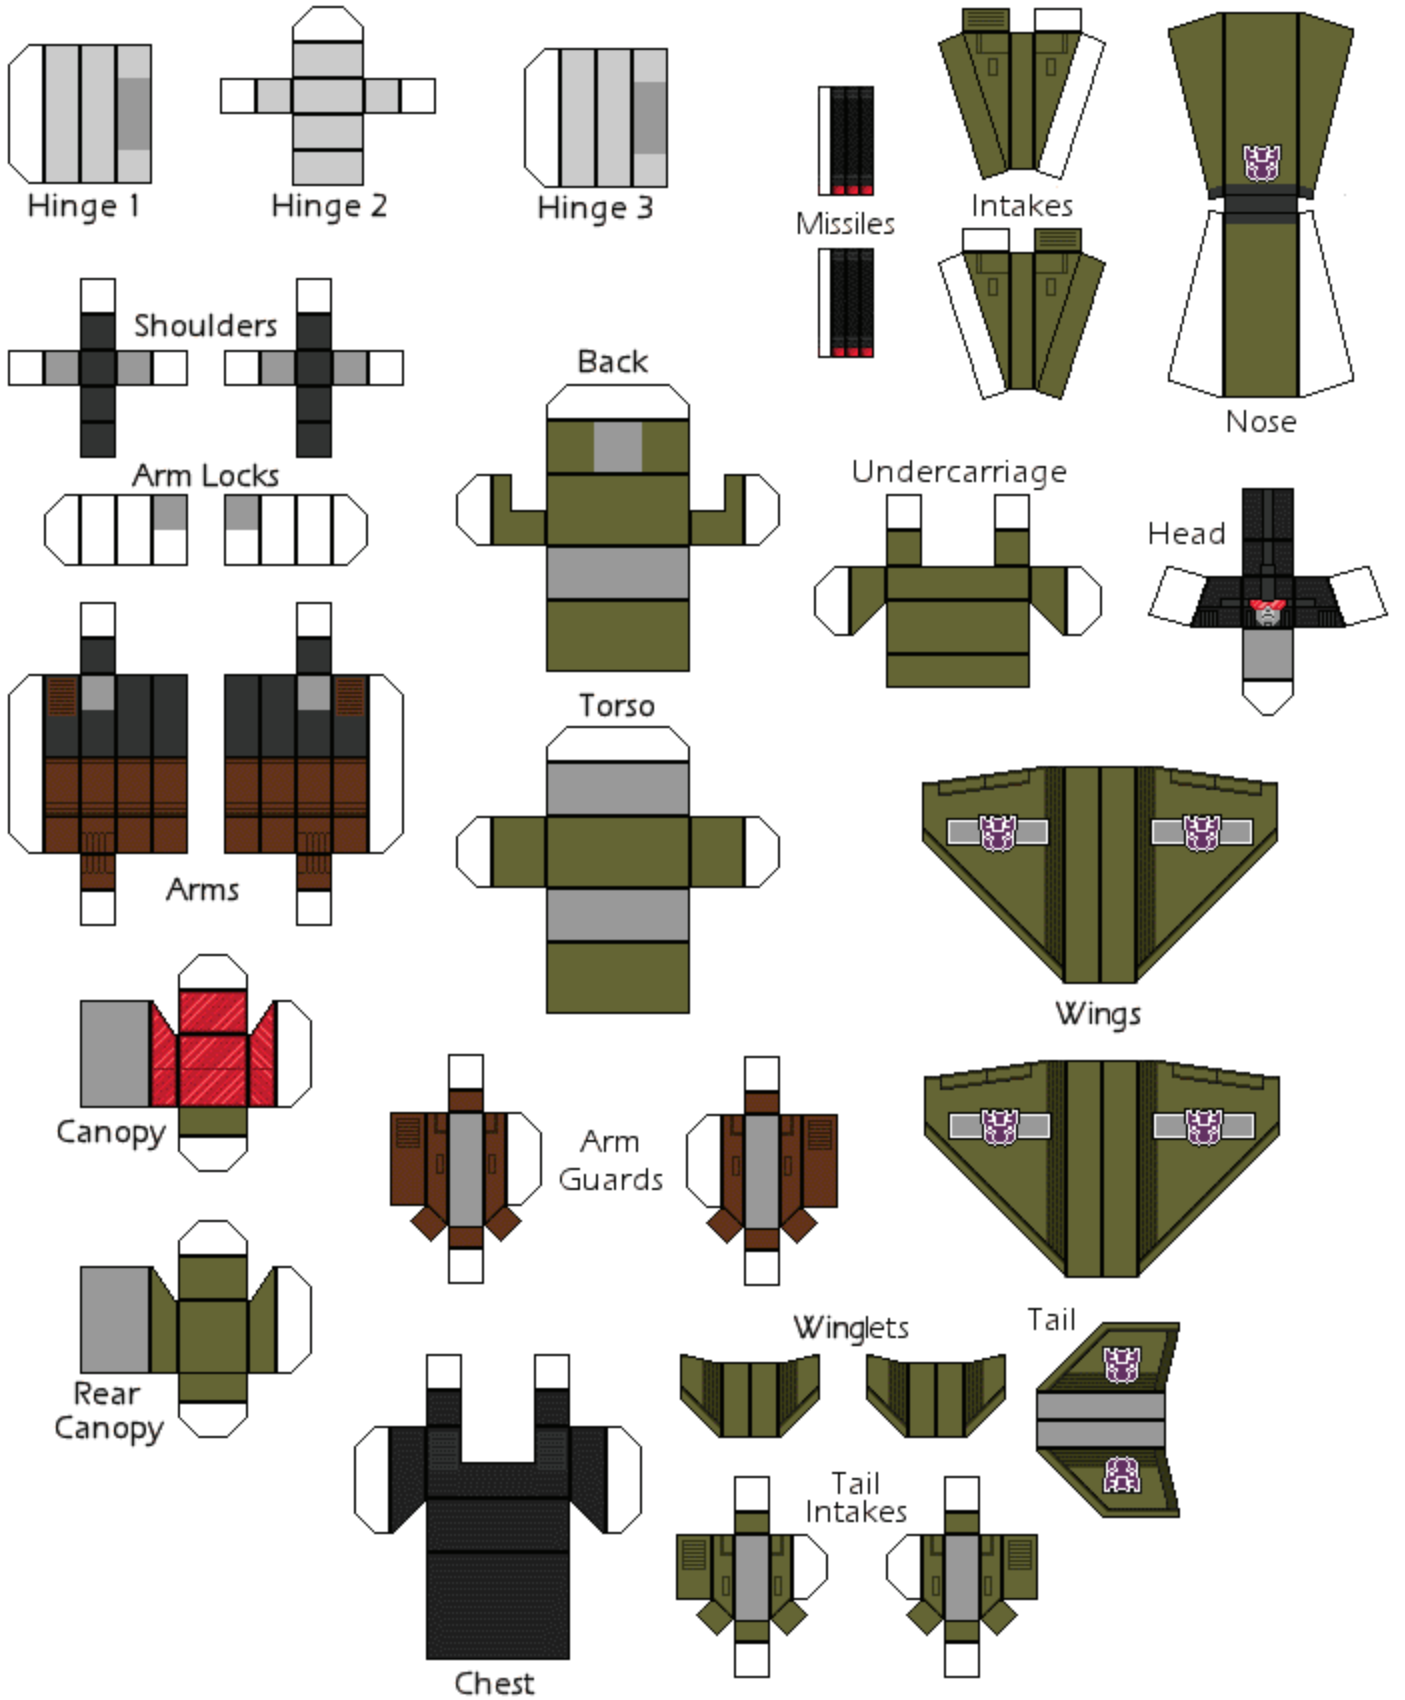 Hinge 1
Hinge 2
Hinge 3
Missiles
Intakes
Nose
Shoulders
Back
Arm Locks
Undercarriage
Head
Torso
Arms
Wings
Canopy
Arm
Guards
Rear
Canopy
Winglets
Tail
Tail
Intakes
Chest